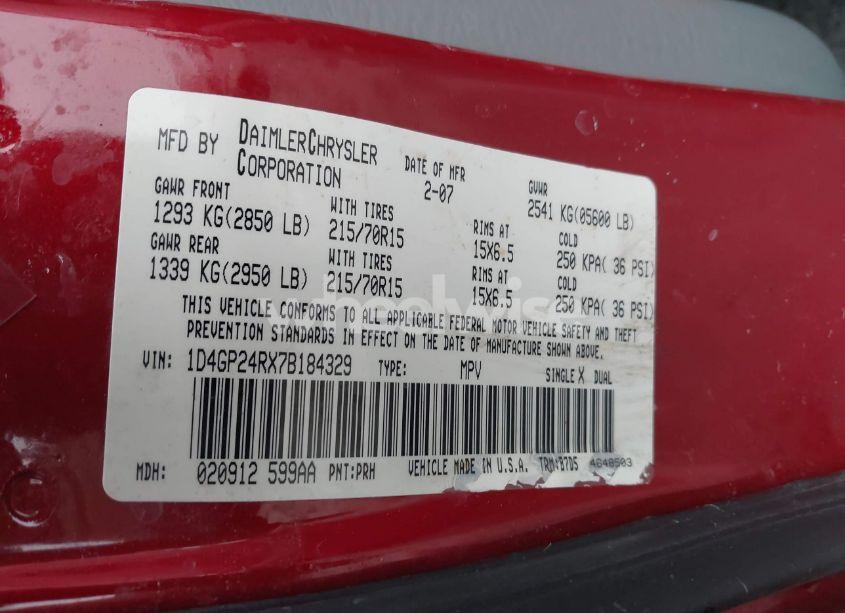 MFD BY DAIMLERCHRYSLER CORPORATION DATE OF MFR 2-07 GVWR 2541 KG(05600 LB)
GAWR FRONT WITH TIRES RIMS AT COLD
1293 KG(2850 LB) 215/70R15 15X6.5 250 KPA( 36 PSI)
GAWR REAR WITH TIRES RIMS AT COLD
1339 KG(2950 LB) 215/70R15 15X6.5 250 KPA( 36 PSI)
THIS VEHICLE CONFORMS TO ALL APPLICABLE FEDERAL MOTOR VEHICLE SAFETY AND THEFT
PREVENTION STANDARDS IN EFFECT ON THE DATE OF MANUFACTURE SHOWN ABOVE.
VIN: 1D4GP24RX7B184329 TYPE: MPV SINGLE X DUAL
MDH: 020912 599AA PNT:PRH VEHICLE MADE IN U.S.A. TRM:B7D5 4648503
wheelwise